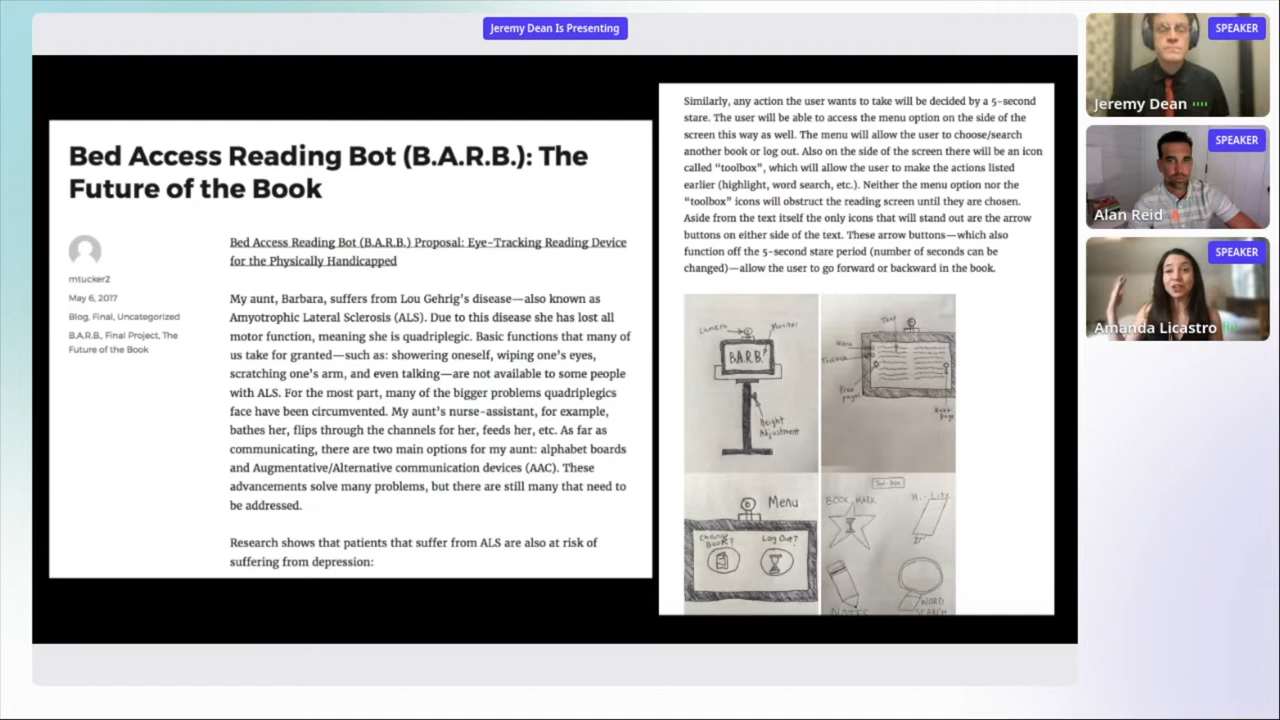 Jeremy Dean Is Presenting
Bed Access Reading Bot (B.A.R.B.): The
Future of the Book
mtucker2
May 6, 2017
Blog, Final, Uncategorized
B.A.R.B., Final Project, The
Future of the Book
Bed Access Reading Bot (B.A.R.B.) Proposal: Eye-Tracking Reading Device
for the Physically Handicapped
My aunt, Barbara, suffers from Lou Gehrig's disease—also known as
Amyotrophic Lateral Sclerosis (ALS). Due to this disease she has lost all
motor function, meaning she is quadriplegic. Basic functions that many of
us take for granted—such as: showering oneself, wiping one's eyes,
scratching one's arm, and even talking—are not available to some people
with ALS. For the most part, many of the bigger problems quadriplegics
face have been circumvented. My aunt's nurse-assistant, for example,
bathes her, flips through the channels for her, feeds her, etc. As far as
communicating, there are two main options for my aunt: alphabet boards
and Augmentative/Alternative communication devices (AAC). These
advancements solve many problems, but there are still many that need to
be addressed.
Research shows that patients that suffer from ALS are also at risk of
suffering from depression:
Similarly, any action the user wants to take will be decided by a 5-second
stare. The user will be able to access the menu option on the side of the
screen this way as well. The menu will allow the user to choose/search
another book or log out. Also on the side of the screen there will be an icon
called "toolbox", which will allow the user to make the actions listed
earlier (highlight, word search, etc.). Neither the menu option nor the
"toolbox" icons will obstruct the reading screen until they are chosen.
Aside from the text itself the only icons that will stand out are the arrow
buttons on either side of the text. These arrow buttons—which also
function off the 5-second stare period (number of seconds can be
changed)—allow the user to go forward or backward in the book.
Camera
Monitor
B.A.R.B!
Height
Adjustment
Text
Menu
Prev
pages
Next
Page
Menu
Change
Book?
Log Out?
BOOK MARK
Hi-Lite
NOTES
WORD
SEARCH
SPEAKER
Jeremy Dean
SPEAKER
Alan Reid
SPEAKER
Amanda Licastro